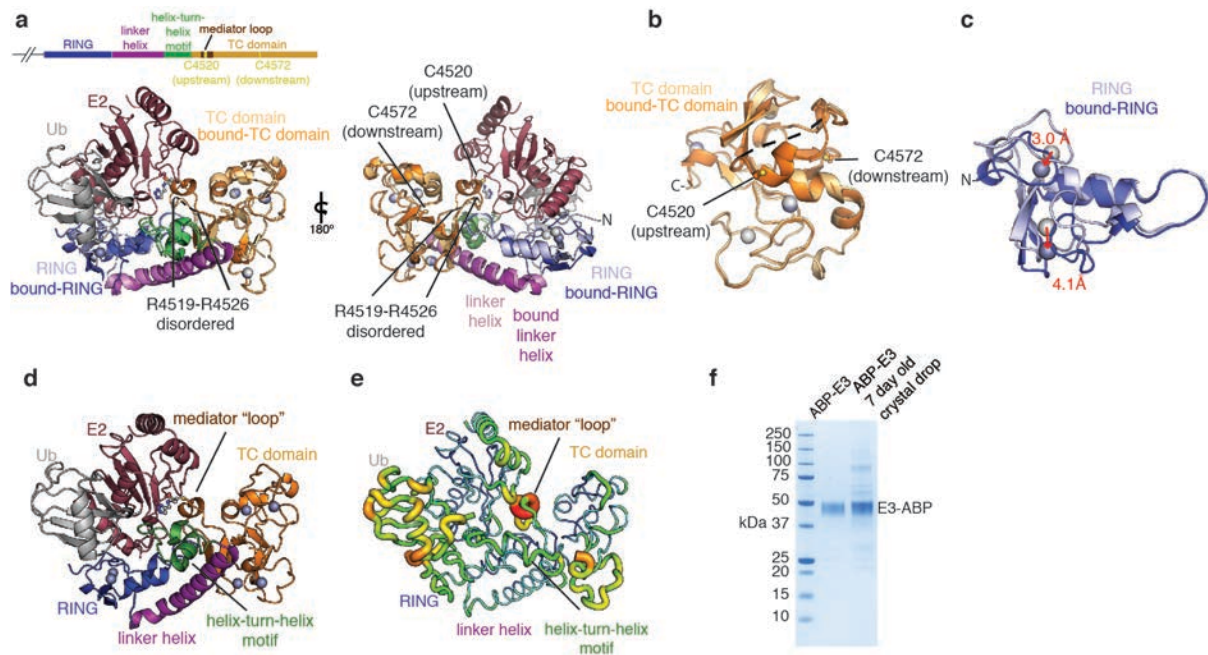 a
helix-turn-
helix
motif
linker
helix
mediator loop
RING
TC domain
C4520
(upstream)
C4572
(downstream)
E2
Ub
TC domain
bound-TC domain
RING
bound-RING
R4519-R4526
disordered
180º
C4520
(upstream)
C4572
(downstream)
N
RING
bound-RING
linker
helix
bound
linker
helix
R4519-R4526
disordered
b
TC domain
bound-TC domain
C4572
(downstream)
C-
C4520
(upstream)
c
RING
bound-RING
3.0 Å
N
4.1Å
d
mediator "loop"
E2
Ub
TC domain
RING
linker helix
helix-turn-helix
motif
e
mediator "loop"
E2
Ub
TC domain
RING
linker helix
helix-turn-helix
motif
f
ABP-E3
ABP-E3
7 day old
crystal drop
250
150
100
75
50
E3-ABP
kDa 37
25
20
15
10